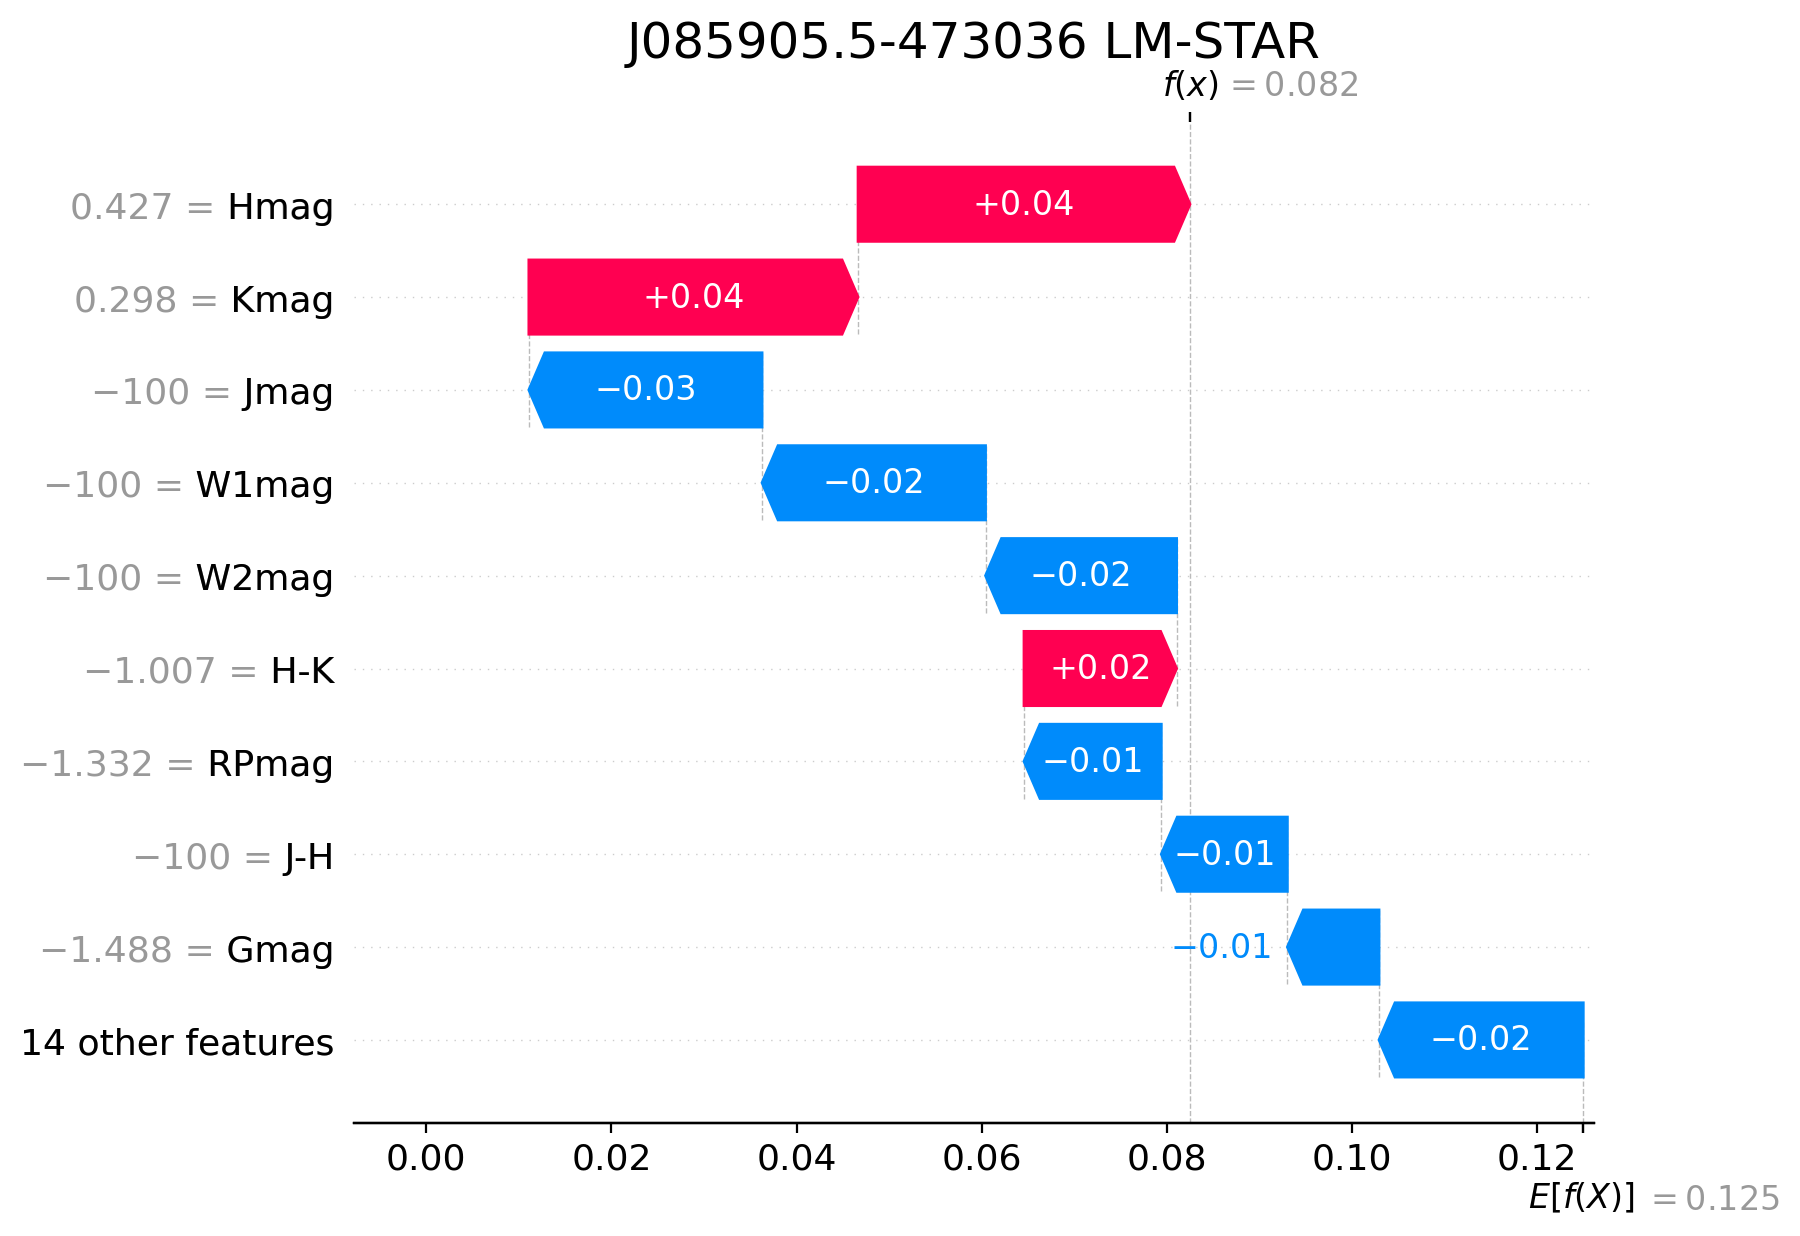 J085905.5-473036 LM-STAR
f(x) = 0.082
0.427 = Hmag
+0.04
0.298 = Kmag
+0.04
−100 = Jmag
−0.03
−100 = W1mag
−0.02
−100 = W2mag
−0.02
−1.007 = H-K
+0.02
−1.332 = RPmag
−0.01
−100 = J-H
−0.01
−1.488 = Gmag
−0.01
14 other features
−0.02
0.00 0.02 0.04 0.06 0.08 0.10 0.12
E[f(X)] = 0.125